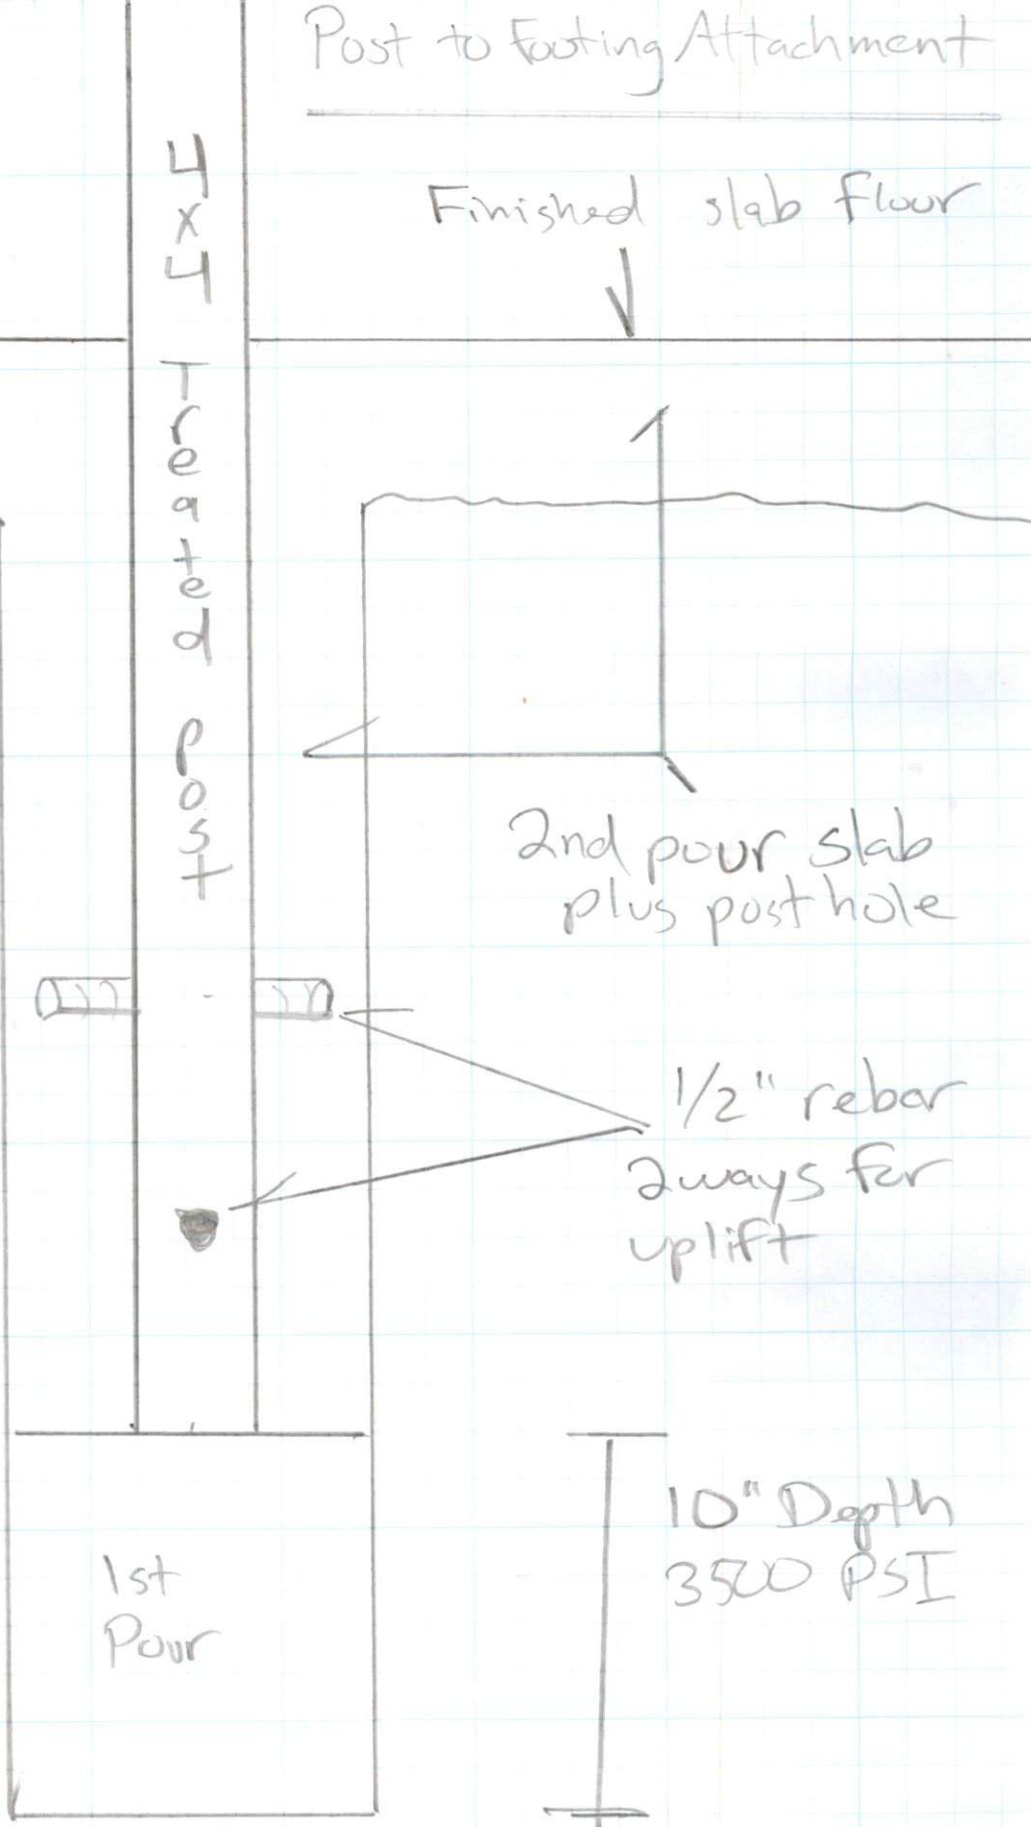 Post to Footing Attachment
4x4 Treated Post
Finished slab floor
2nd pour slab
plus post hole
1/2" rebar
2ways for
uplift
10" Depth
3500 PSI
1st
Pour